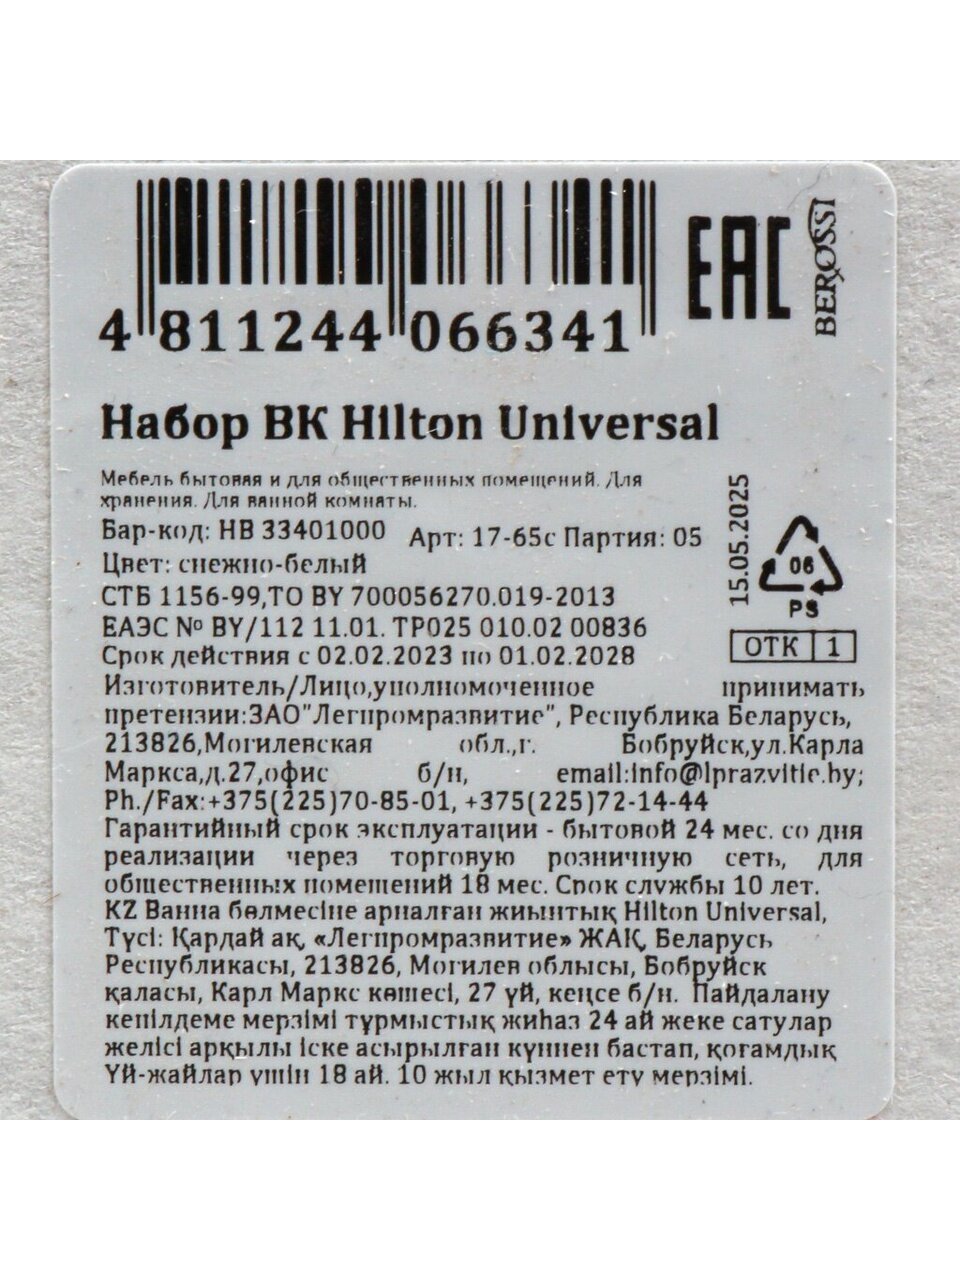 4 811244 066341
EAC
BEROSSI
Набор ВК Hilton Universal
Мебель бытовая и для общественных помещений. Для
хранения. Для ванной комнаты.
Бар-код: НВ 33401000 Арт: 17-65с Партия: 05
Цвет: снежно-белый
СТБ 1156-99,ТО BY 700056270.019-2013
ЕАЭС № BY/112 11.01. ТР025 010.02 00836
Срок действия с 02.02.2023 по 01.02.2028
15.05.2025
06
PS
ОТК 1
Изготовитель/Лицо,уполномоченное принимать
претензии:ЗАО"Легпромразвитие", Республика Беларусь,
213826,Могилевская обл.,г. Бобруйск,ул.Карла
Маркса,д.27,офис б/н, email:info@lprazvitie.by;
Ph./Fax:+375(225)70-85-01, +375(225)72-14-44
Гарантийный срок эксплуатации - бытовой 24 мес. со дня
реализации через торговую розничную сеть, для
общественных помещений 18 мес. Срок службы 10 лет.
KZ Ванна бөлмесіне арналған жиынтық Hilton Universal,
Түсі: Қардай ақ, «Легпромразвитие» ЖАҚ, Беларусь
Республикасы, 213826, Могилев облысы, Бобруйск
қаласы, Карл Маркс көшесі, 27 үй, кеңсе б/н. Пайдалану
кепілдеме мерзімі тұрмыстық жиһаз 24 ай жеке сатулар
желісі арқылы іске асырылған күннен бастап, қоғамдық
Үй-жайлар үшін 18 ай. 10 жыл қызмет ету мерзімі.